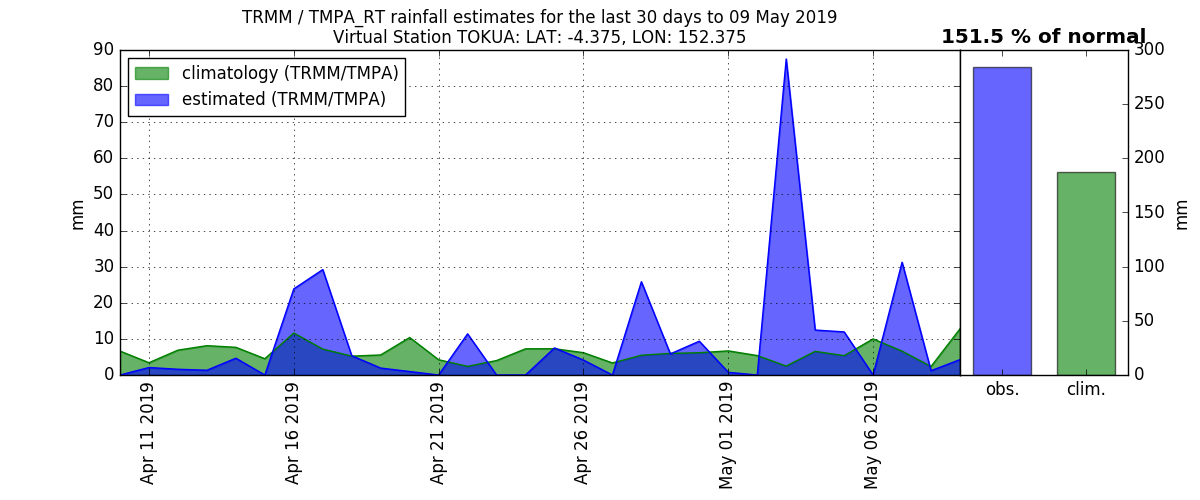 TRMM / TMPA_RT rainfall estimates for the last 30 days to 09 May 2019
Virtual Station TOKUA: LAT: -4.375, LON: 152.375
151.5 % of normal
climatology (TRMM/TMPA)
estimated (TRMM/TMPA)
90
80
70
60
50
40
30
20
10
0
mm
Apr 11 2019
Apr 16 2019
Apr 21 2019
Apr 26 2019
May 01 2019
May 06 2019
300
250
200
150
100
50
0
mm
obs.
clim.